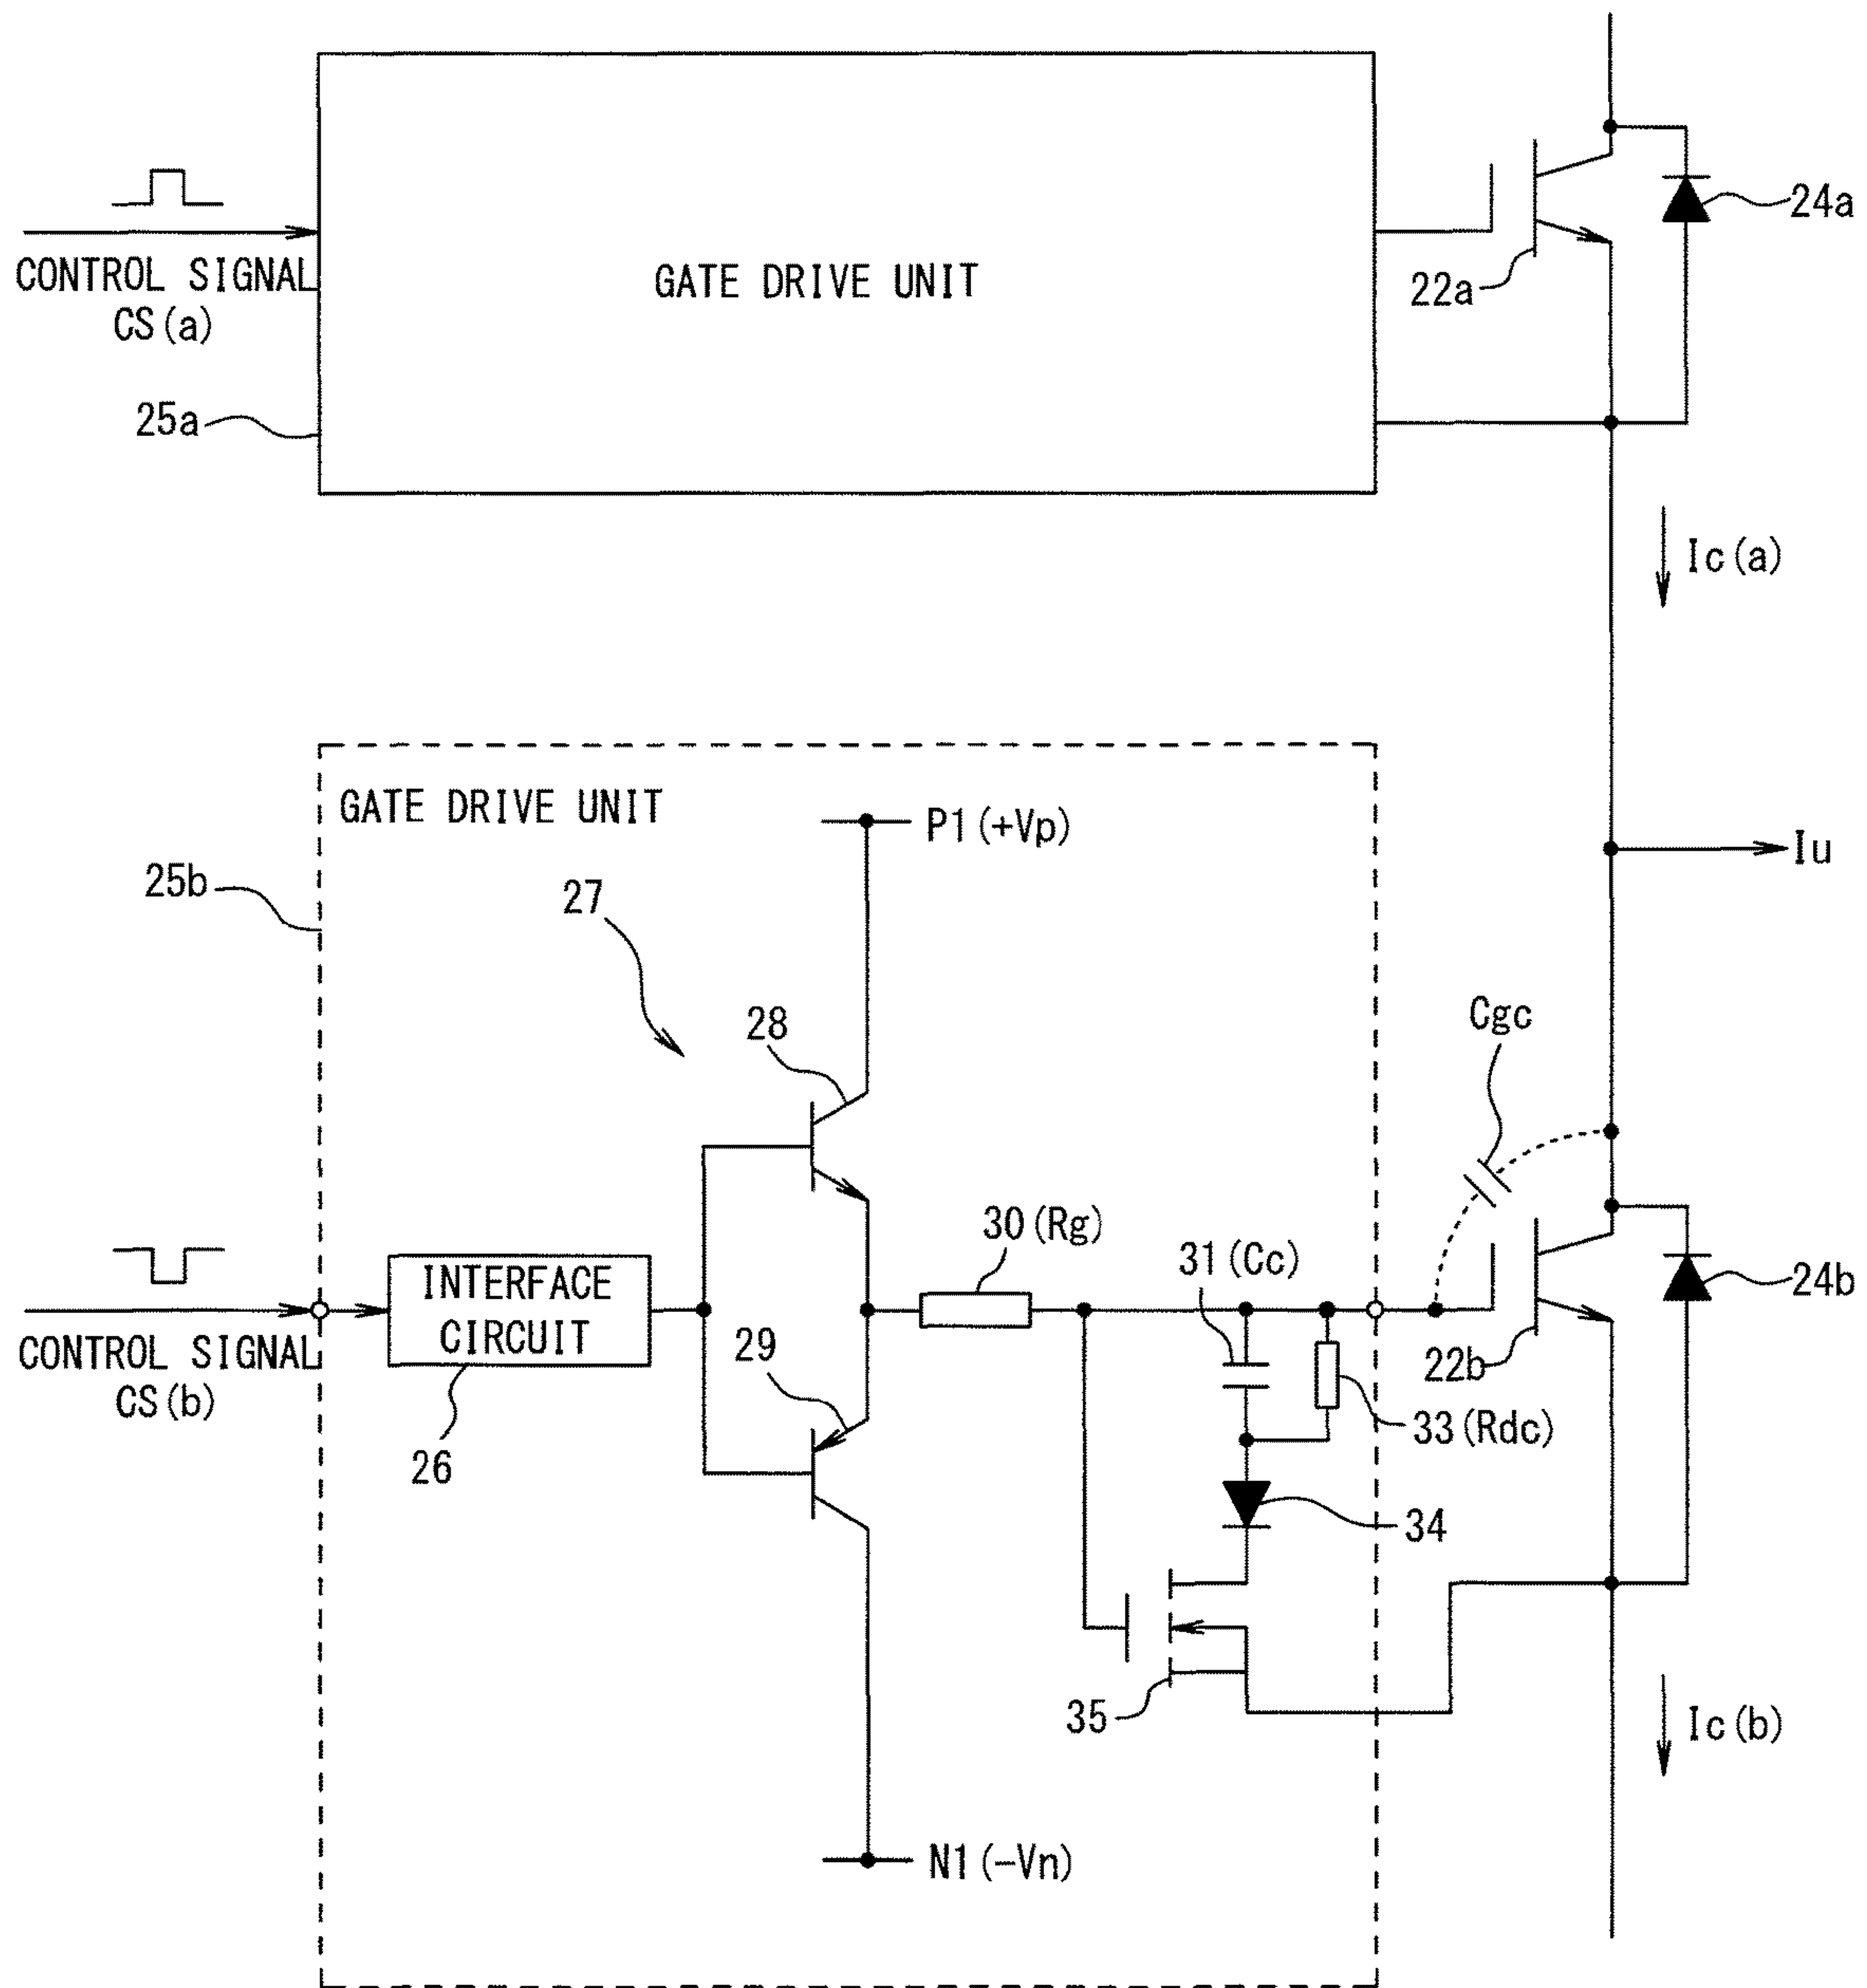 24a
CONTROL SIGNAL
CS(a)
GATE DRIVE UNIT
22a
25a
Ic(a)
GATE DRIVE UNIT
P1(+Vp)
25b
27
Iu
28
Cgc
30(Rg)
31(Cc)
24b
INTERFACE
CIRCUIT
29
CONTROL SIGNAL
CS(b)
22b
33(Rdc)
26
34
35
Ic(b)
N1(-Vn)